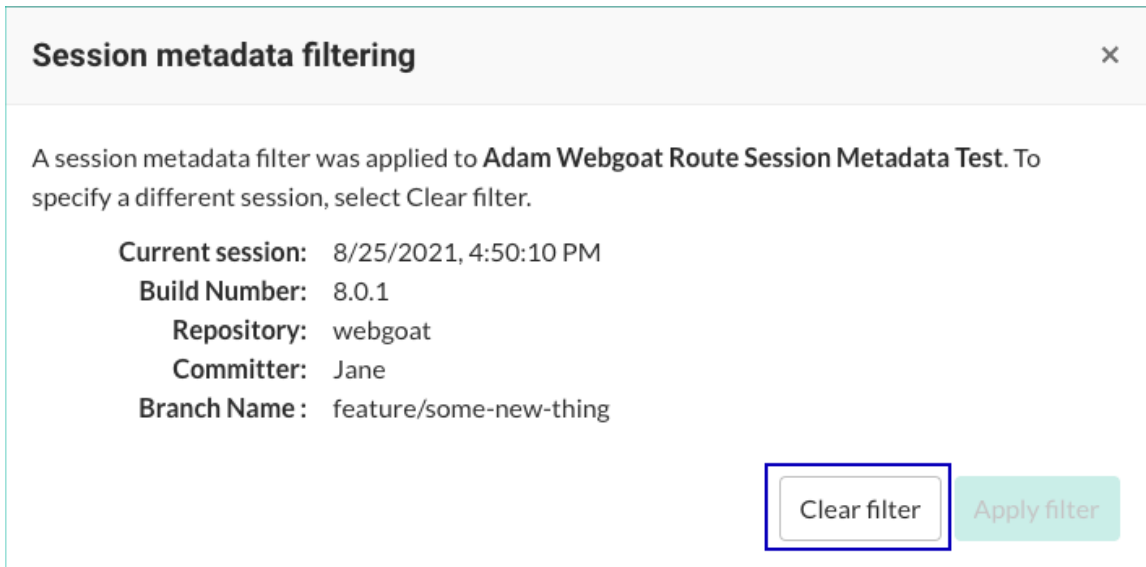 Session metadata filtering ×
A session metadata filter was applied to Adam Webgoat Route Session Metadata Test. To
specify a different session, select Clear filter.
Current session: 8/25/2021, 4:50:10 PM
Build Number: 8.0.1
Repository: webgoat
Committer: Jane
Branch Name : feature/some-new-thing
Clear filter Apply filter